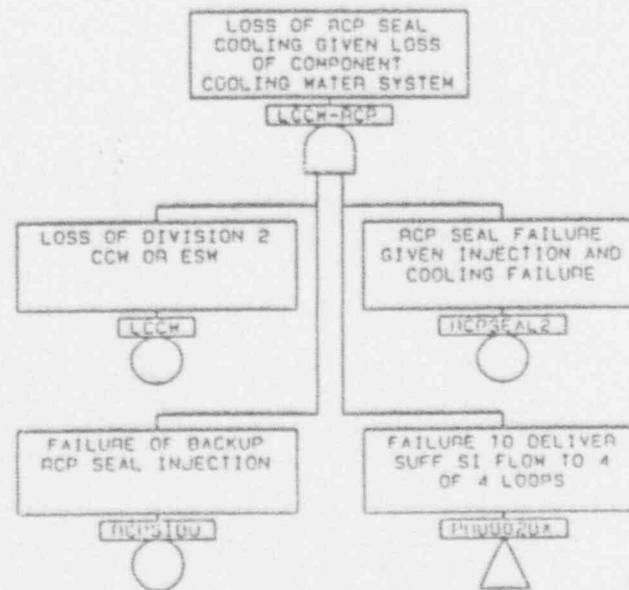 LOSS OF RCP SEAL
COOLING GIVEN LOSS
OF COMPONENT
COOLING WATER SYSTEM
LCCW-RCP
LOSS OF DIVISION 2
CCW OR ESW
LCCW
RCP SEAL FAILURE
GIVEN INJECTION AND
COOLING FAILURE
RCPSEAL2
FAILURE OF BACKUP
RCP SEAL INJECTION
FAILURE TO DELIVER
SUFF SI FLOW TO 4
OF 4 LOOPS